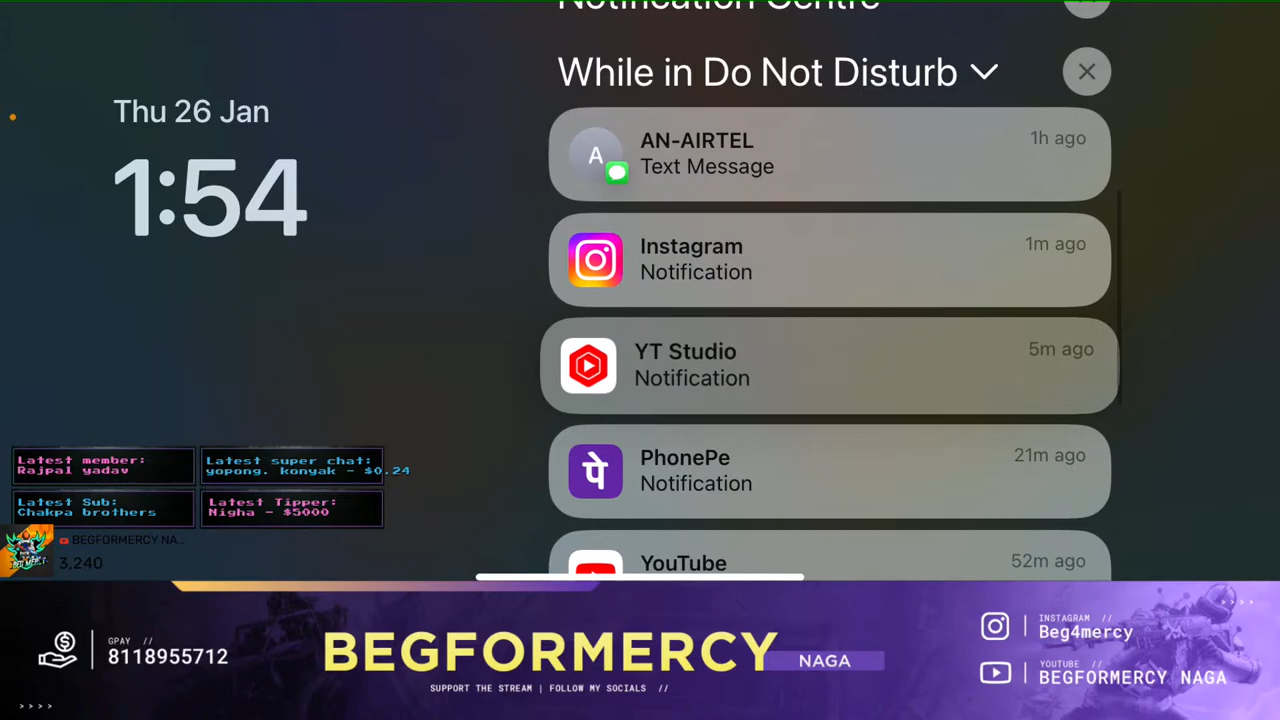 Notification Centre
While in Do Not Disturb
Thu 26 Jan
1:54
A
AN-AIRTEL
Text Message
1h ago
Instagram
Notification
1m ago
YT Studio
Notification
5m ago
पे
PhonePe
Notification
21m ago
YouTube
52m ago
Latest member:
Rajpal yadav
Latest super chat:
yopong. konyak - $0.24
Latest Sub:
Chakpa brothers
Latest Tipper:
Nigha - $5000
BEGFORMERCY NA...
3,240
GPAY //
8118955712
BEGFORMERCY
NAGA
SUPPORT THE STREAM | FOLLOW MY SOCIALS //
INSTAGRAM //
Beg4mercy
YOUTUBE //
BEGFORMERCY NAGA
>>>>
>>>>